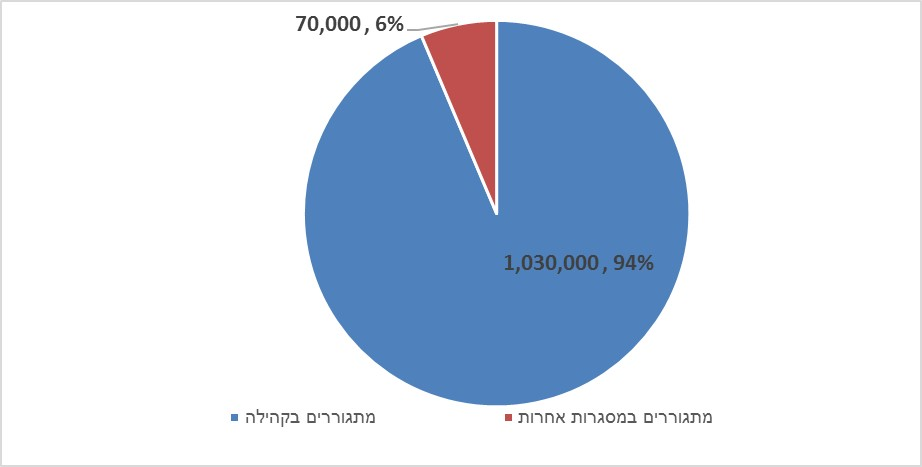 70,000 , 6%
1,030,000 , 94%
מתגוררים בקהילה
מתגוררים במסגרות אחרות